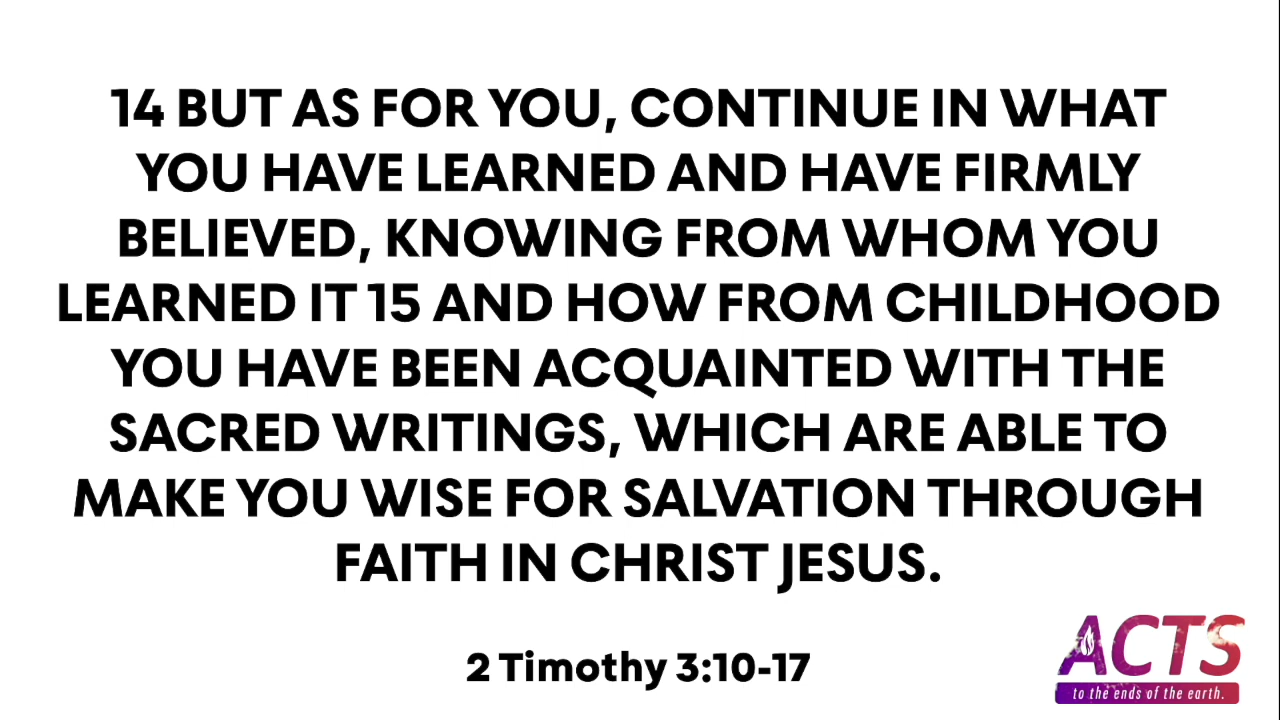 14 BUT AS FOR YOU, CONTINUE IN WHAT
YOU HAVE LEARNED AND HAVE FIRMLY
BELIEVED, KNOWING FROM WHOM YOU
LEARNED IT 15 AND HOW FROM CHILDHOOD
YOU HAVE BEEN ACQUAINTED WITH THE
SACRED WRITINGS, WHICH ARE ABLE TO
MAKE YOU WISE FOR SALVATION THROUGH
FAITH IN CHRIST JESUS.
2 Timothy 3:10-17
ACTS
to the ends of the earth.